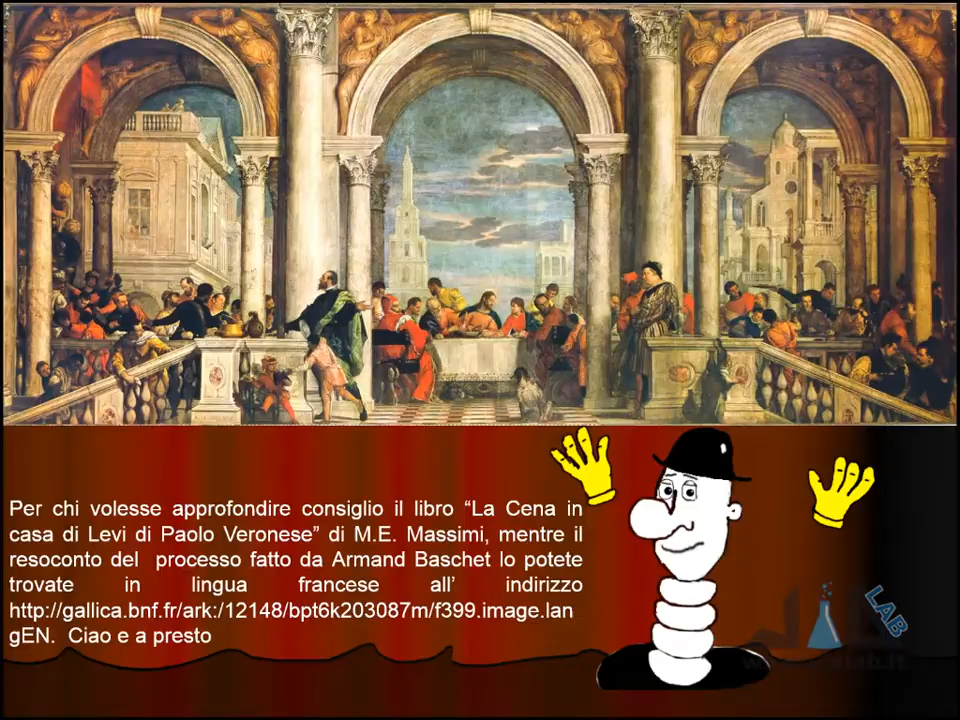 Per chi volesse approfondire consiglio il libro “La Cena in
casa di Levi di Paolo Veronese” di M.E. Massimi, mentre il
resoconto del processo fatto da Armand Baschet lo potete
trovate in lingua francese all’ indirizzo
http://gallica.bnf.fr/ark:/12148/bpt6k203087m/f399.image.lan
gEN. Ciao e a presto
LAB